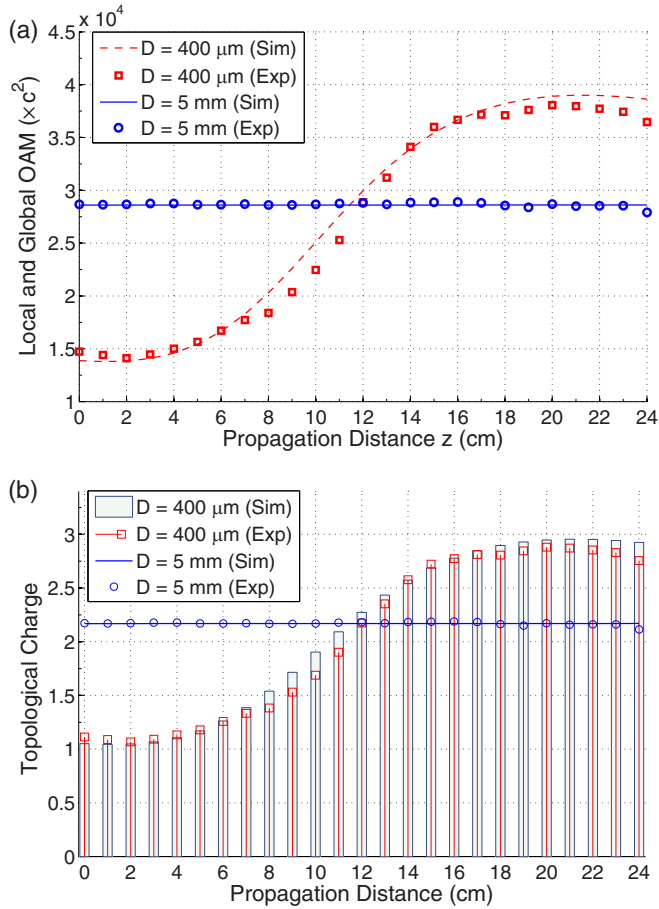 (a)
× 10⁴
4.5
4
3.5
3
2.5
2
1.5
1
Local and Global OAM (×c²)
D = 400 μm (Sim)
D = 400 μm (Exp)
D = 5 mm (Sim)
D = 5 mm (Exp)
0 2 4 6 8 10 12 14 16 18 20 22 24
Propagation Distance z (cm)
(b)
3
2.5
2
1.5
1
0.5
0
Topological Charge
D = 400 μm (Sim)
D = 400 μm (Exp)
D = 5 mm (Sim)
D = 5 mm (Exp)
0 2 4 6 8 10 12 14 16 18 20 22 24
Propagation Distance (cm)